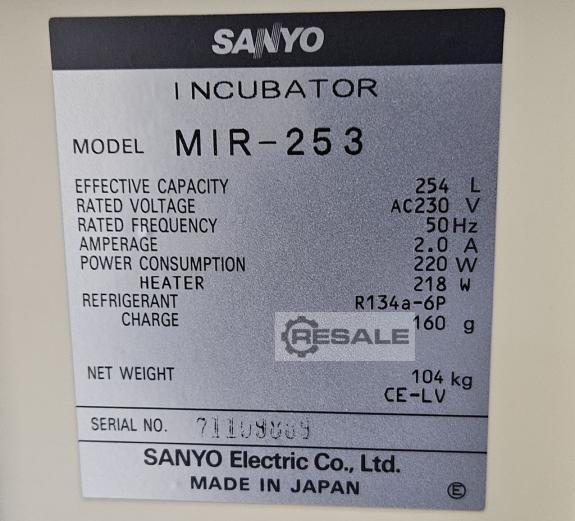 SANYO
INCUBATOR
MODEL MIR-253
EFFECTIVE CAPACITY 254 L
RATED VOLTAGE AC230 V
RATED FREQUENCY 50Hz
AMPERAGE 2.0 A
POWER CONSUMPTION 220 W
HEATER 218 W
REFRIGERANT R134a-6P
CHARGE 160 g
RESALE
NET WEIGHT 104 kg
CE-LV
SERIAL NO.
SANYO Electric Co., Ltd.
MADE IN JAPAN E